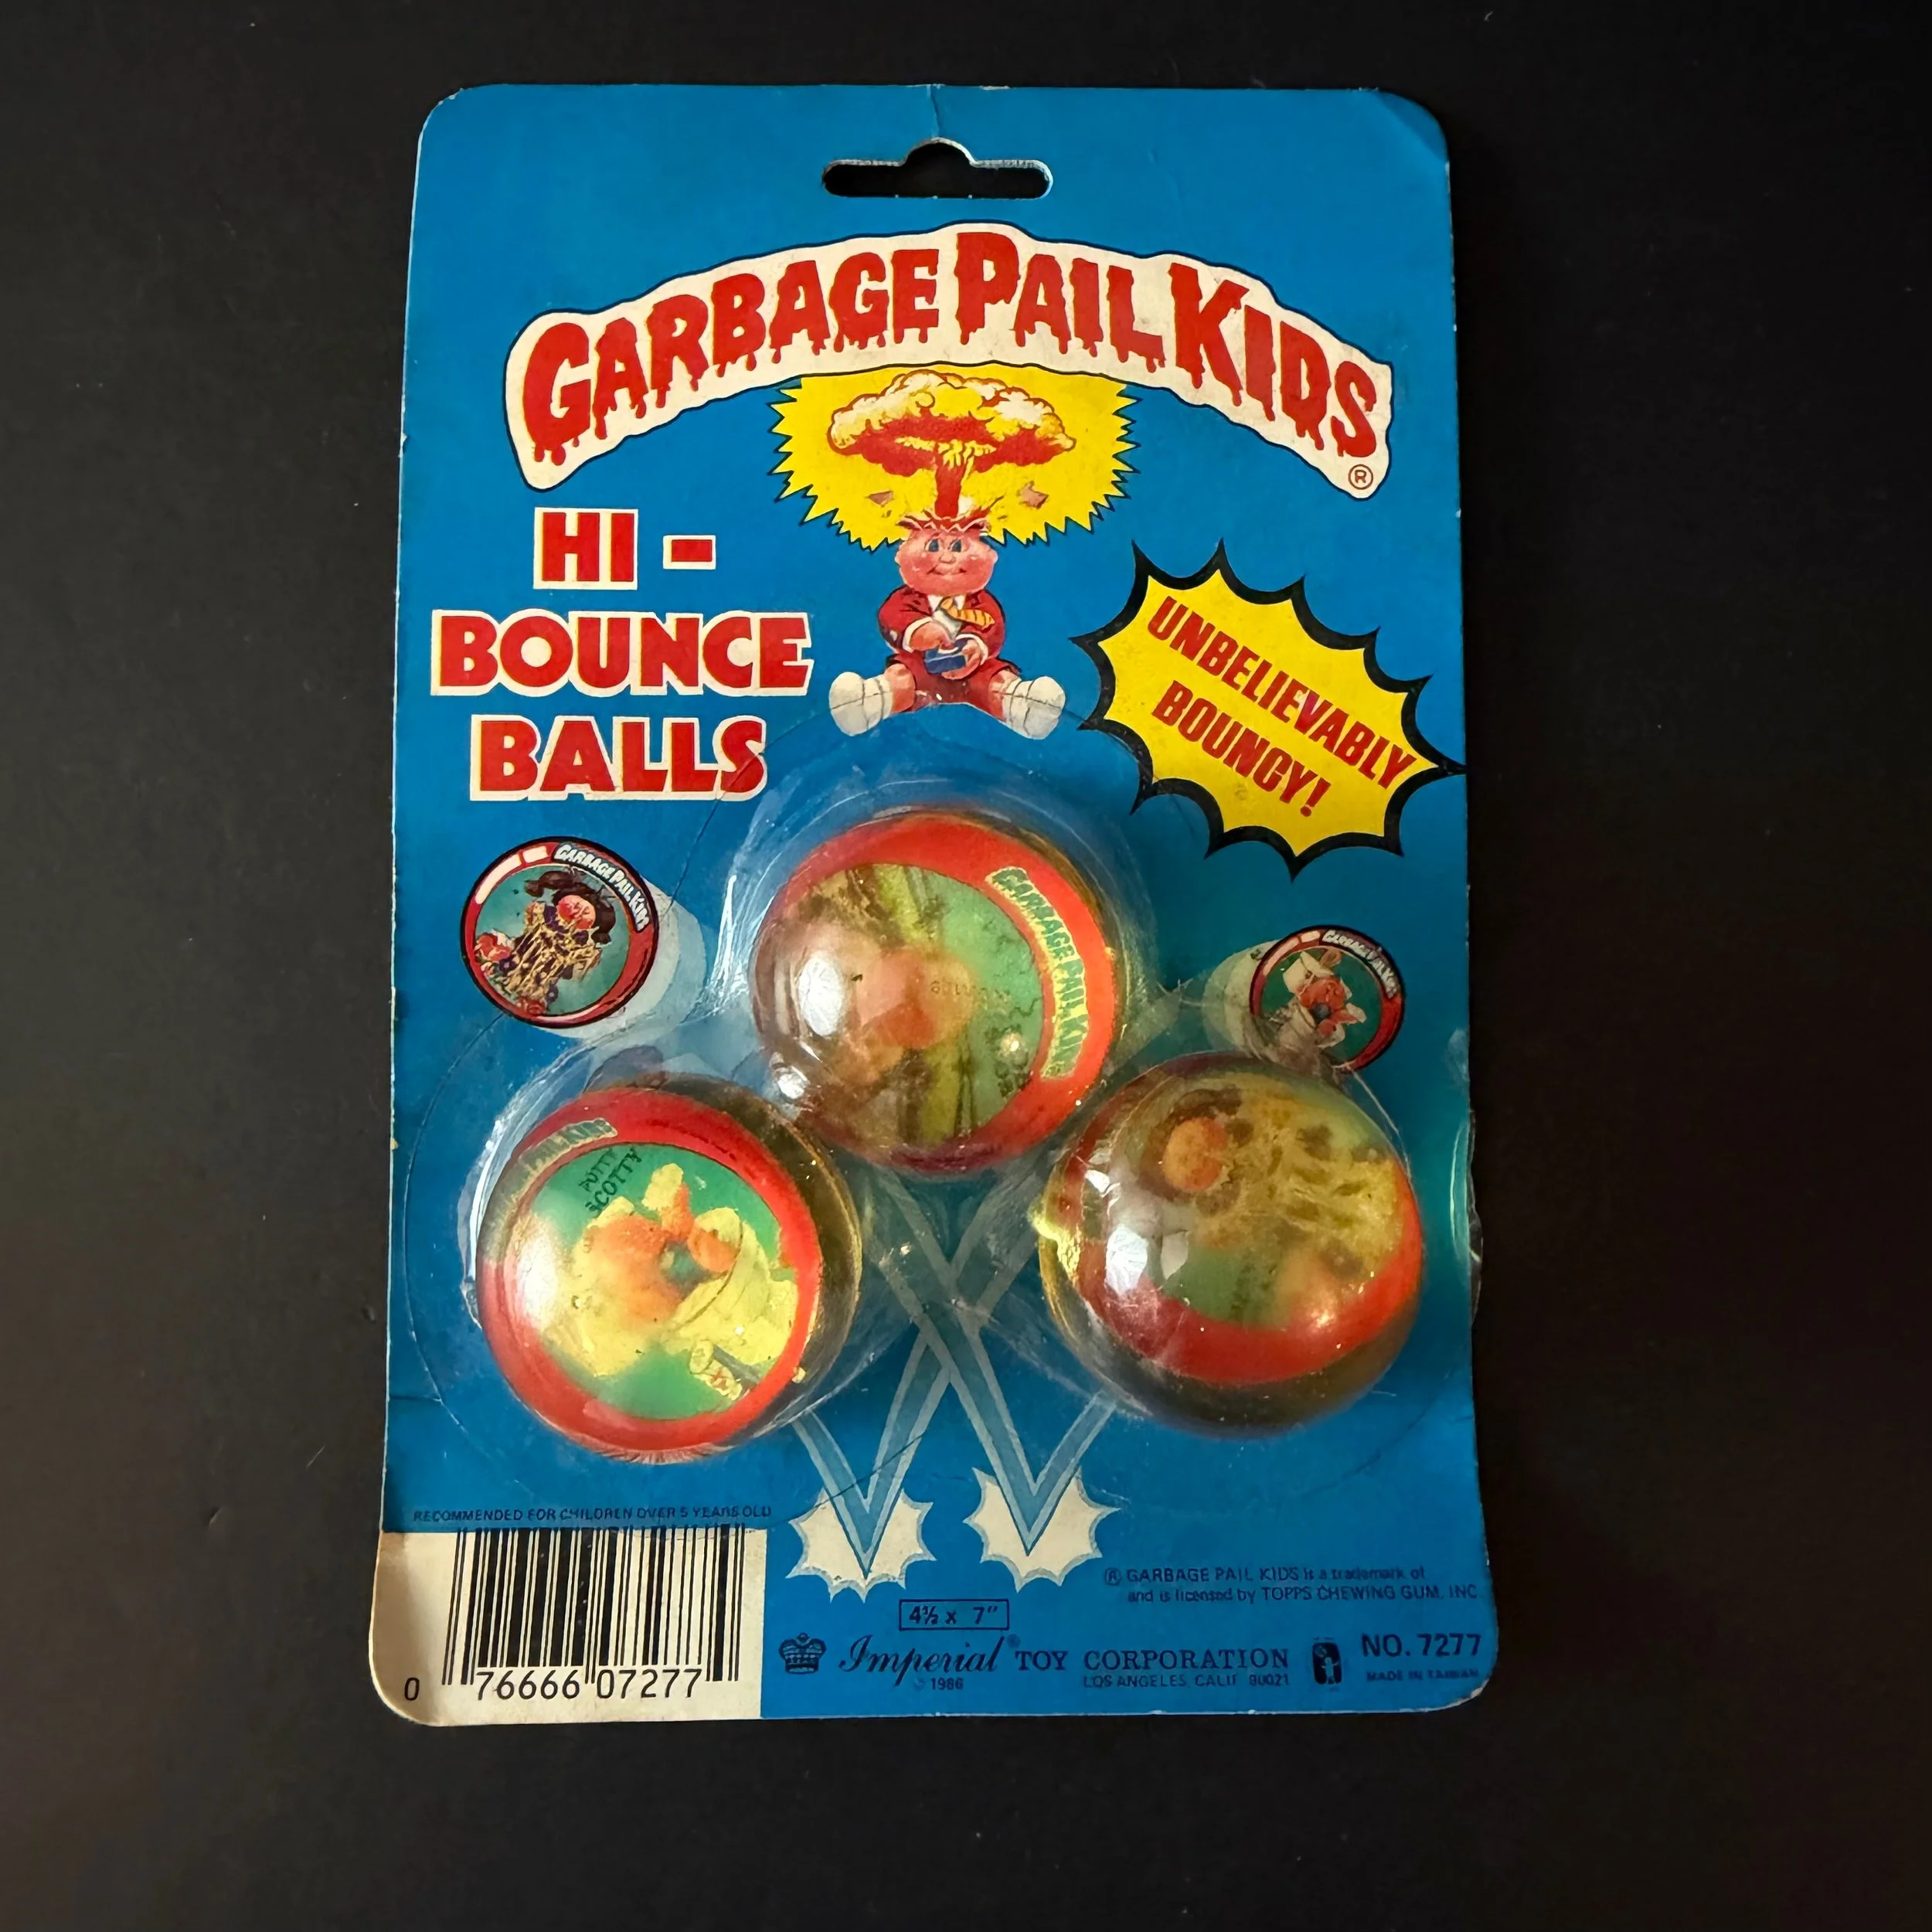 GARBAGE PAIL KIDS
®
HI -
BOUNCE
BALLS
UNBELIEVABLY
BOUNCY!
GARBAGE PAIL KIDS
GARBAGE PAIL KIDS
GARBAGE PAIL KIDS
PAIL KIDS
POTTY
SCOTTY
RECOMMENDED FOR CHILDREN OVER 5 YEARS OLD
0 76666 07277
® GARBAGE PAIL KIDS is a trademark of
and is licensed by TOPPS CHEWING GUM, INC
4½ x 7"
Imperial® TOY CORPORATION
© 1986
LOS ANGELES, CALIF 90021
NO. 7277
MADE IN TAIWAN